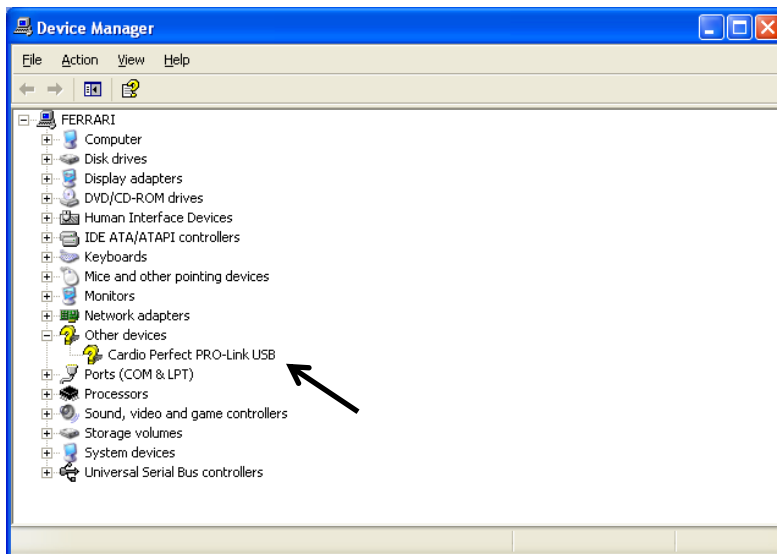 Device Manager
File Action View Help
FERRARI
Computer
Disk drives
Display adapters
DVD/CD-ROM drives
Human Interface Devices
IDE ATA/ATAPI controllers
Keyboards
Mice and other pointing devices
Monitors
Network adapters
Other devices
Cardio Perfect PRO-Link USB
Ports (COM & LPT)
Processors
Sound, video and game controllers
Storage volumes
System devices
Universal Serial Bus controllers